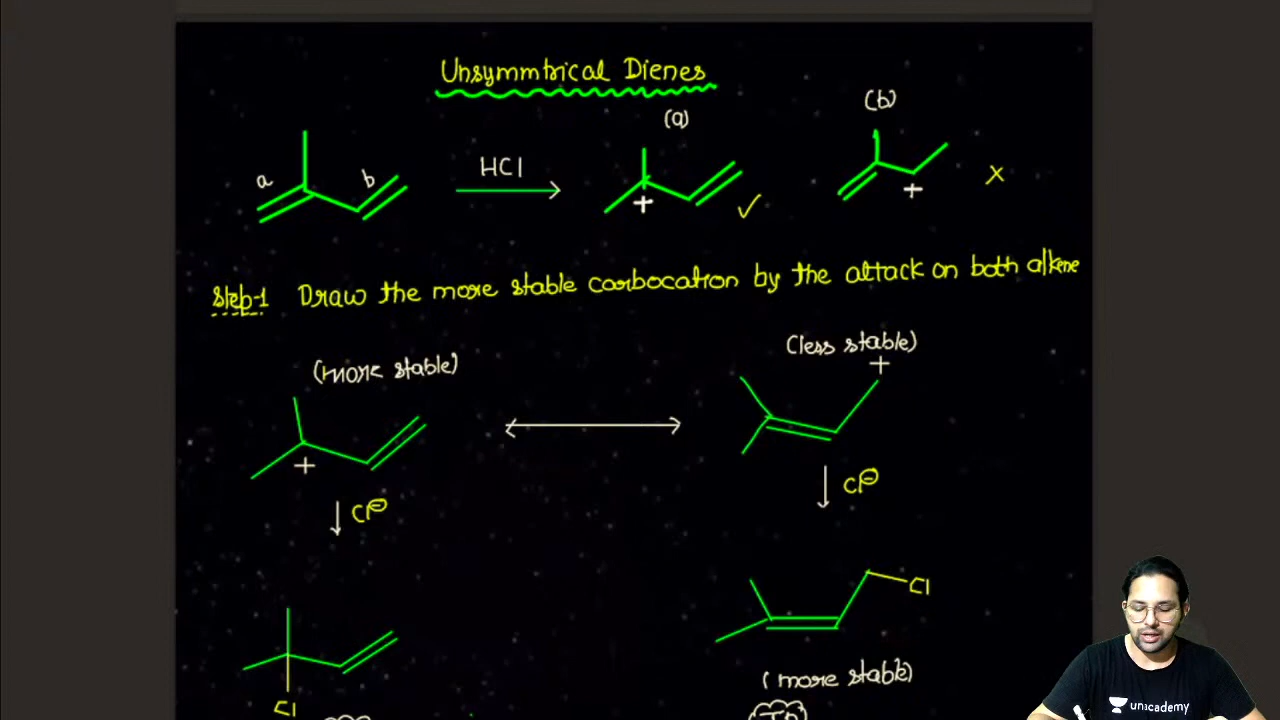 Unsymmtrical Dienes
(a)
(b)
a
b
HCl
+
✓
+
x
Step-1 Draw the more stable carbocation by the attack on both alkene
(more stable)
(less stable)
+
+
Cl⊖
Cl⊖
Cl
Cl
(more stable)
unacademy